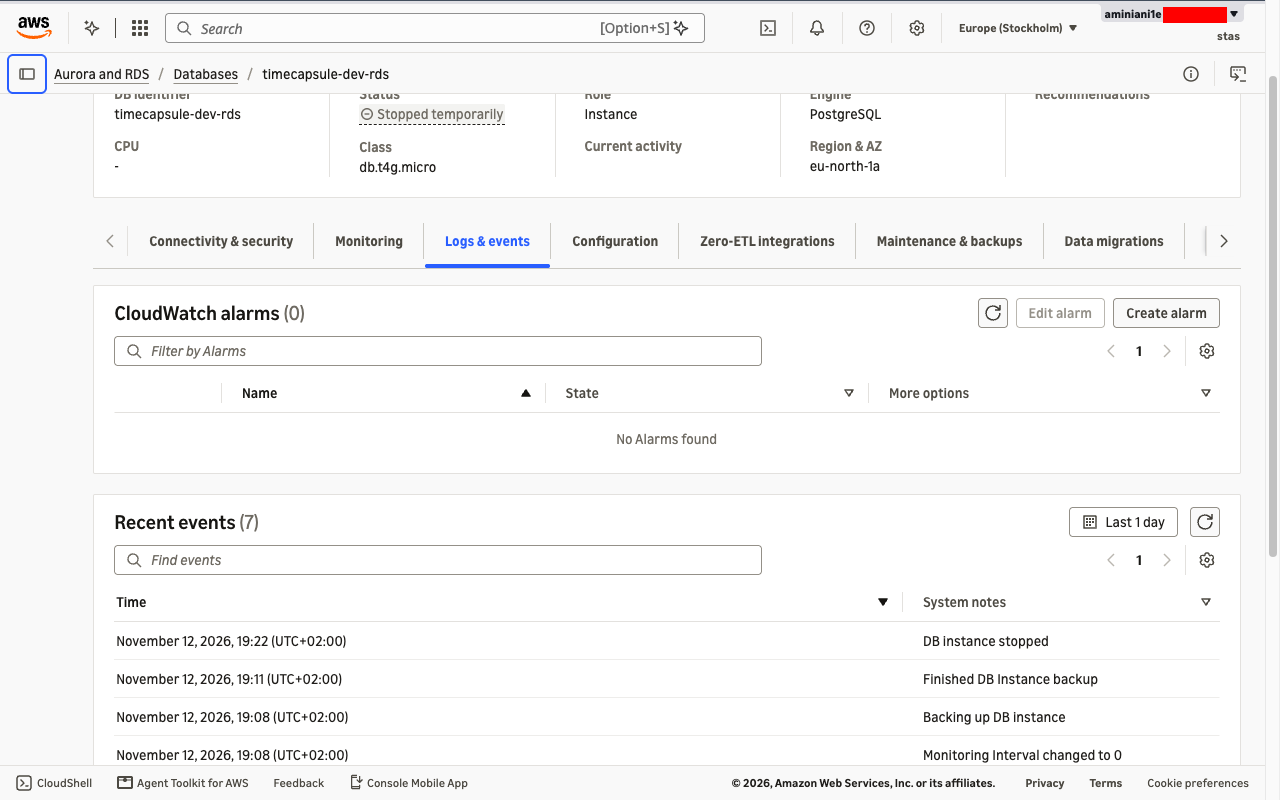 aws
Search [Option+S]
Europe (Stockholm)
aminiani1e
stas
Aurora and RDS / Databases / timecapsule-dev-rds
DB identifier Status Role Engine Recommendations
timecapsule-dev-rds Stopped temporarily Instance PostgreSQL
CPU Class Current activity Region & AZ
- db.t4g.micro eu-north-1a
Connectivity & security Monitoring Logs & events Configuration Zero-ETL integrations Maintenance & backups Data migrations
CloudWatch alarms (0) Edit alarm Create alarm
Filter by Alarms 1
Name State More options
No Alarms found
Recent events (7) Last 1 day
Find events 1
Time System notes
November 12, 2026, 19:22 (UTC+02:00) DB instance stopped
November 12, 2026, 19:11 (UTC+02:00) Finished DB Instance backup
November 12, 2026, 19:08 (UTC+02:00) Backing up DB instance
November 12, 2026, 19:08 (UTC+02:00) Monitoring Interval changed to 0
CloudShell Agent Toolkit for AWS Feedback Console Mobile App © 2026, Amazon Web Services, Inc. or its affiliates. Privacy Terms Cookie preferences